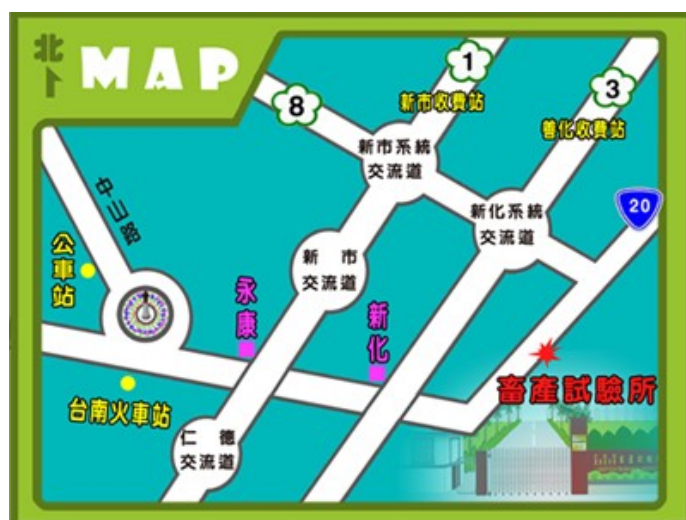 北
MAP
1
新市收費站
3
善化收費站
8
新市系統
交流道
20
新化系統
交流道
中山路
公車站
新市
交流道
永康
新化
畜產試驗所
台南火車站
仁德
交流道